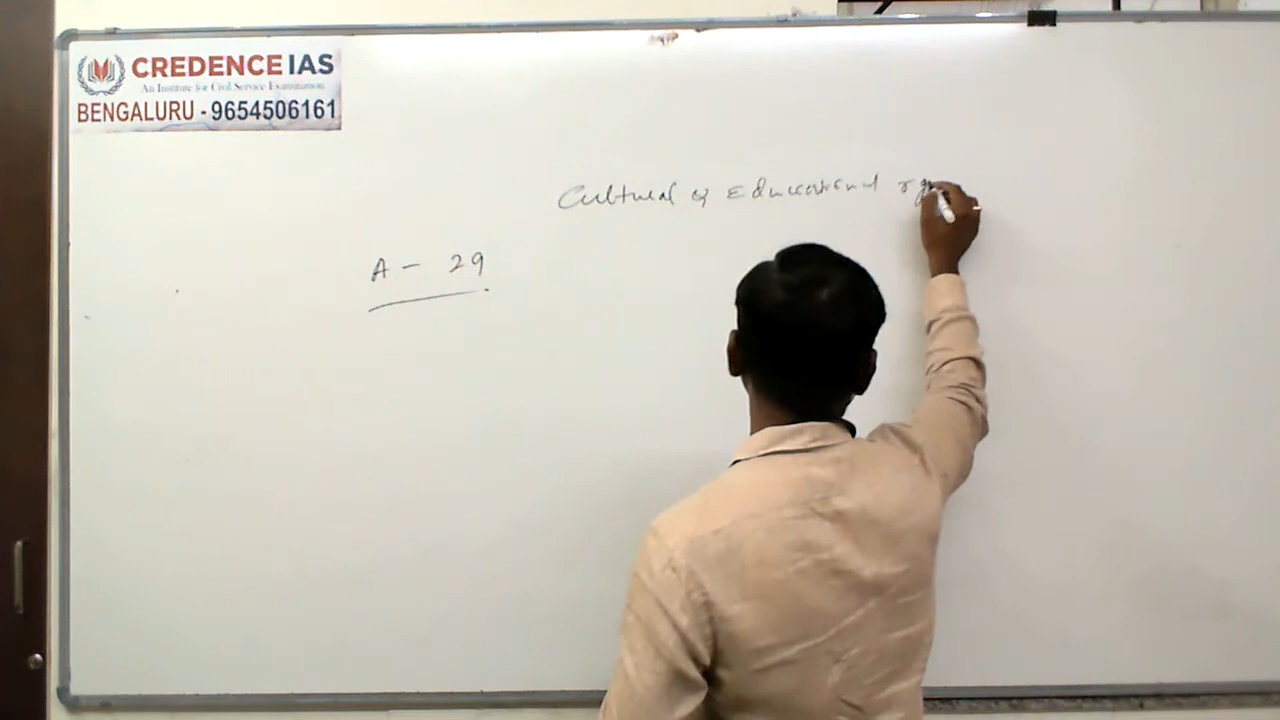 CREDENCE IAS
An Institute for Civil Service Examination
BENGALURU - 9654506161
Cultural & Educational
A - 29